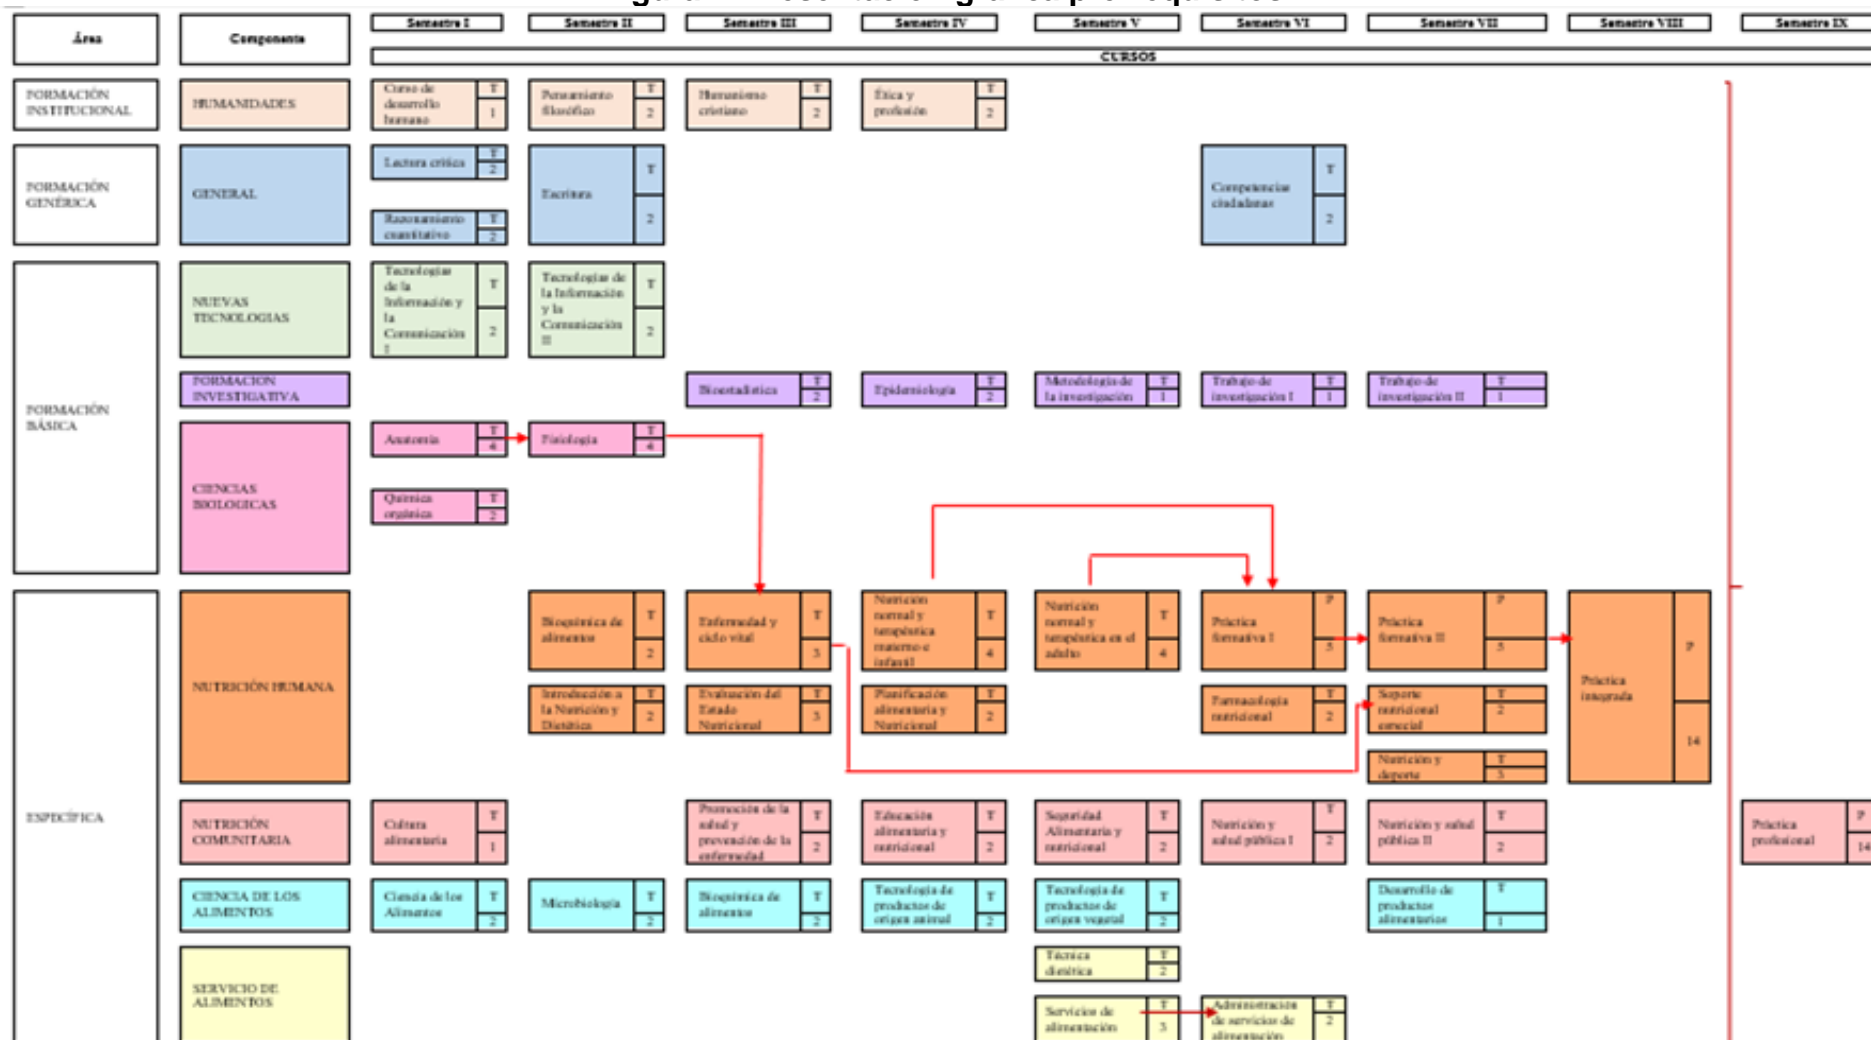 Semestre I
Semestre II
Semestre III
Semestre IV
Semestre V
Semestre VI
Semestre VII
Semestre VIII
Semestre IX
Área
Componente
CURSOS
FORMACIÓN
INSTITUCIONAL
HUMANIDADES
Curso de
desarrollo
humano
T
1
Pensamiento
filosófico
T
2
Humanismo
cristiano
T
2
Ética y
profesión
T
2
FORMACIÓN
GENÉRICA
GENERAL
Lectura crítica
T
2
Razonamiento
cuantitativo
T
2
Escritura
T
2
Competencias
ciudadanas
T
2
FORMACIÓN
BÁSICA
NUEVAS
TECNOLOGIAS
Tecnologías
de la
Información y
la
Comunicación
I
T
2
Tecnologías de
la Información
y la
Comunicación
II
T
2
FORMACION
INVESTIGATIVA
Bioestadística
T
2
Epidemiología
T
2
Metodología de
la investigación
T
1
Trabajo de
investigación I
T
1
Trabajo de
investigación II
T
1
CIENCIAS
BIOLOGICAS
Anatomía
T
4
Fisiología
T
4
Química
orgánica
T
2
ESPECÍFICA
NUTRICIÓN HUMANA
Bioquímica de
alimentos
T
2
Enfermedad y
ciclo vital
T
3
Nutrición
normal y
terapéutica
materno e
infantil
T
4
Nutrición
normal y
terapéutica en el
adulto
T
4
Práctica
formativa I
P
5
Práctica
formativa II
P
5
Práctica
integrada
P
14
Introducción a
la Nutrición y
Dietética
T
2
Evaluación del
Estado
Nutricional
T
3
Planificación
alimentaria y
Nutricional
T
2
Farmacología
nutricional
T
2
Soporte
nutricional
especial
T
2
Nutrición y
deporte
T
3
NUTRICIÓN
COMUNITARIA
Cultura
alimentaria
T
1
Promoción de la
salud y
prevención de la
enfermedad
T
2
Educación
alimentaria y
nutricional
T
2
Seguridad
Alimentaria y
nutricional
T
2
Nutrición y
salud pública I
T
2
Nutrición y salud
pública II
T
2
Práctica
profesional
P
14
CIENCIA DE LOS
ALIMENTOS
Ciencia de los
Alimentos
T
2
Microbiología
T
2
Bioquímica de
alimentos
T
2
Tecnología de
productos de
origen animal
T
2
Tecnología de
productos de
origen vegetal
T
2
Desarrollo de
productos
alimentarios
T
1
SERVICIO DE
ALIMENTOS
Técnica
dietética
T
2
Servicios de
alimentación
T
3
Administración
de servicios de
alimentación
T
2